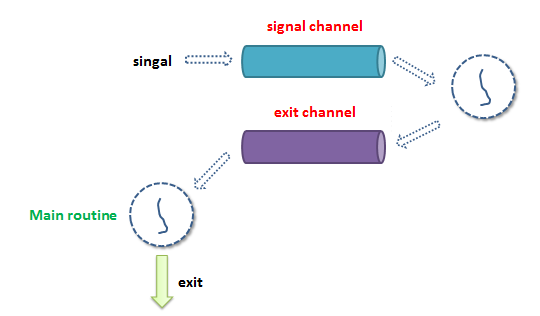 signal channel
singal
exit channel
Main routine
exit